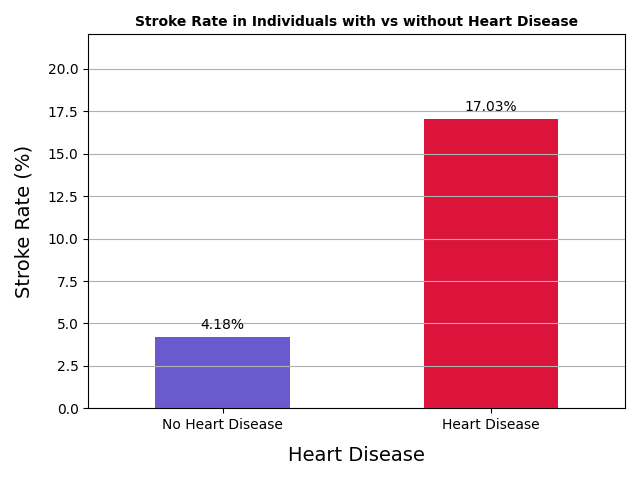 Stroke Rate in Individuals with vs without Heart Disease
20.0
17.5
15.0
12.5
10.0
7.5
5.0
2.5
0.0
Stroke Rate (%)
4.18%
17.03%
No Heart Disease
Heart Disease
Heart Disease